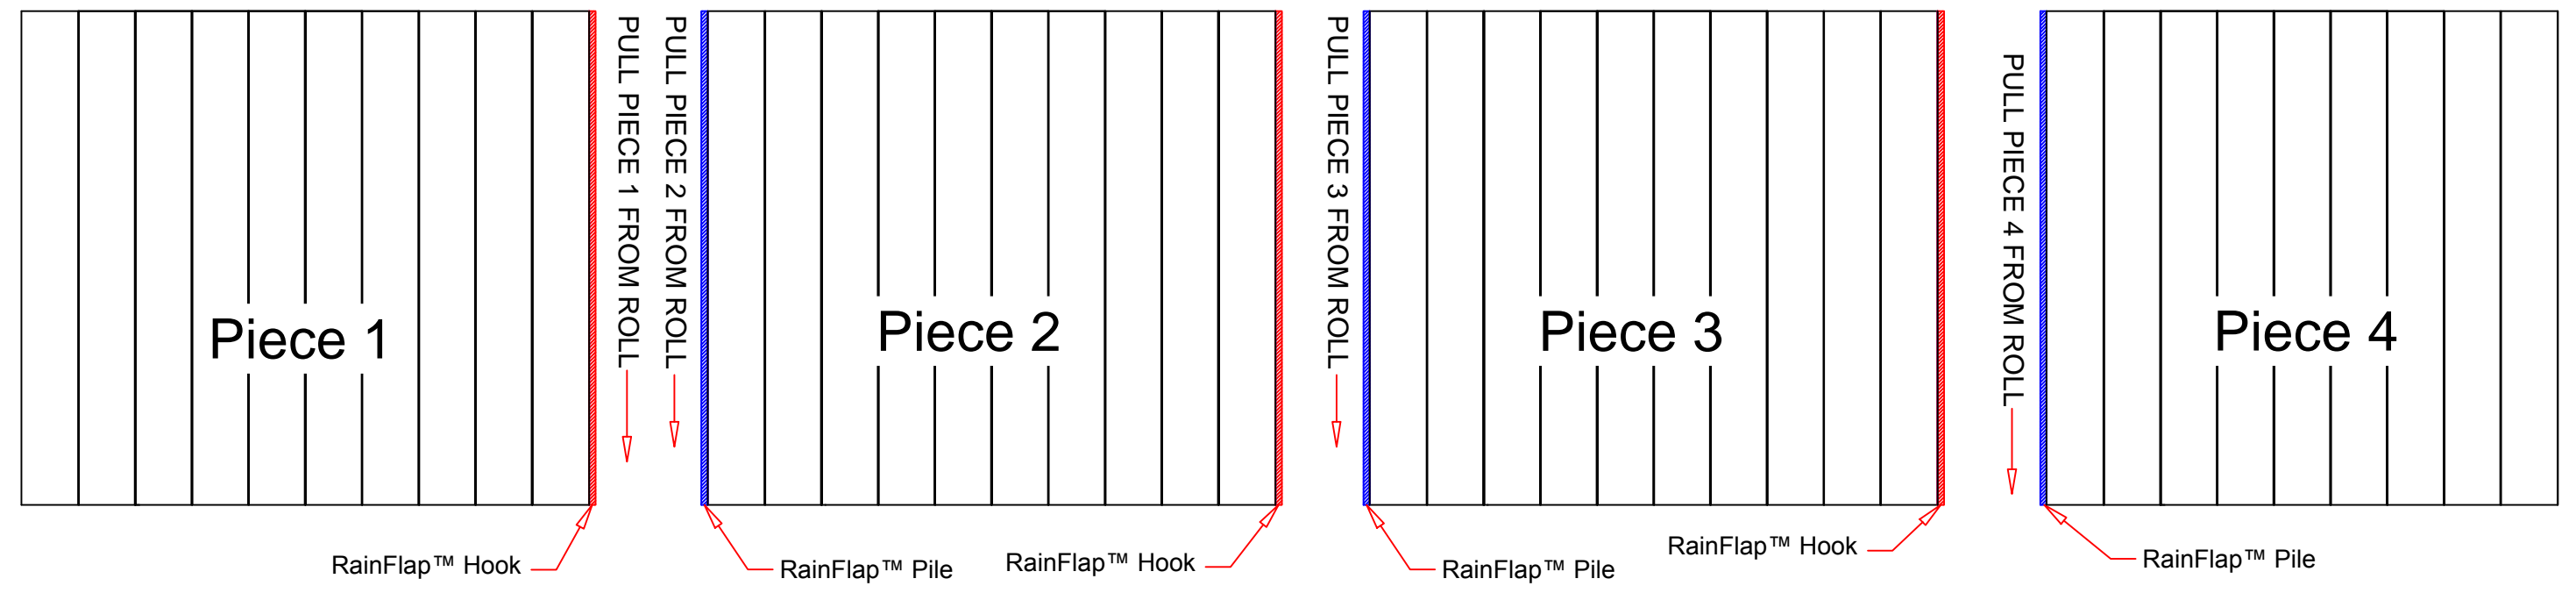 Piece 1
PULL PIECE 1 FROM ROLL
PULL PIECE 2 FROM ROLL
Piece 2
PULL PIECE 3 FROM ROLL
Piece 3
PULL PIECE 4 FROM ROLL
Piece 4
RainFlap™ Hook
RainFlap™ Pile
RainFlap™ Hook
RainFlap™ Pile
RainFlap™ Hook
RainFlap™ Pile